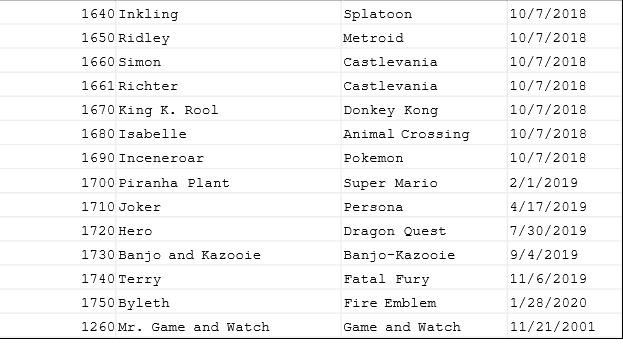 1640 Inkling Splatoon 10/7/2018
1650 Ridley Metroid 10/7/2018
1660 Simon Castlevania 10/7/2018
1661 Richter Castlevania 10/7/2018
1670 King K. Rool Donkey Kong 10/7/2018
1680 Isabelle Animal Crossing 10/7/2018
1690 Inceneroar Pokemon 10/7/2018
1700 Piranha Plant Super Mario 2/1/2019
1710 Joker Persona 4/17/2019
1720 Hero Dragon Quest 7/30/2019
1730 Banjo and Kazooie Banjo-Kazooie 9/4/2019
1740 Terry Fatal Fury 11/6/2019
1750 Byleth Fire Emblem 1/28/2020
1260 Mr. Game and Watch Game and Watch 11/21/2001